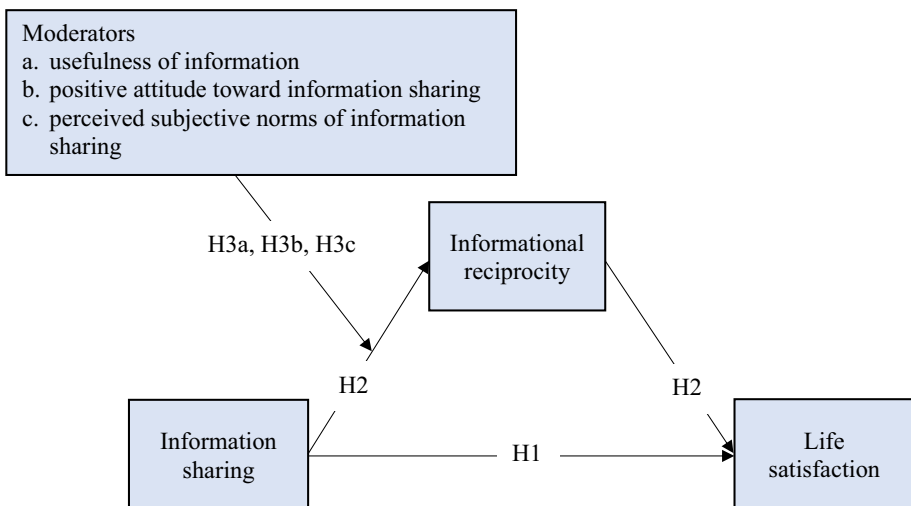 Moderators
a. usefulness of information
b. positive attitude toward information sharing
c. perceived subjective norms of information
sharing
H3a, H3b, H3c
Informational
reciprocity
H2
H2
Information
sharing
H1
Life
satisfaction